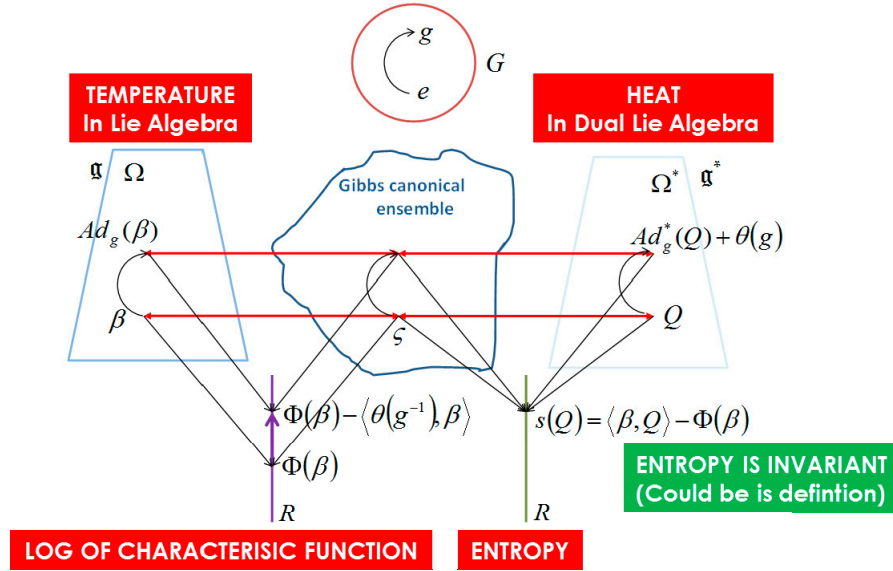 g
G
e
TEMPERATURE
In Lie Algebra
HEAT
In Dual Lie Algebra
𝔤 Ω
Gibbs canonical
ensemble
Ω* 𝔤*
Ad_g(β)
Ad*_g(Q) + θ(g)
β
ς
Q
Φ(β) − ⟨θ(g⁻¹), β⟩
s(Q) = ⟨β, Q⟩ − Φ(β)
Φ(β)
ENTROPY IS INVARIANT
(Could be is defintion)
R
R
LOG OF CHARACTERISIC FUNCTION
ENTROPY